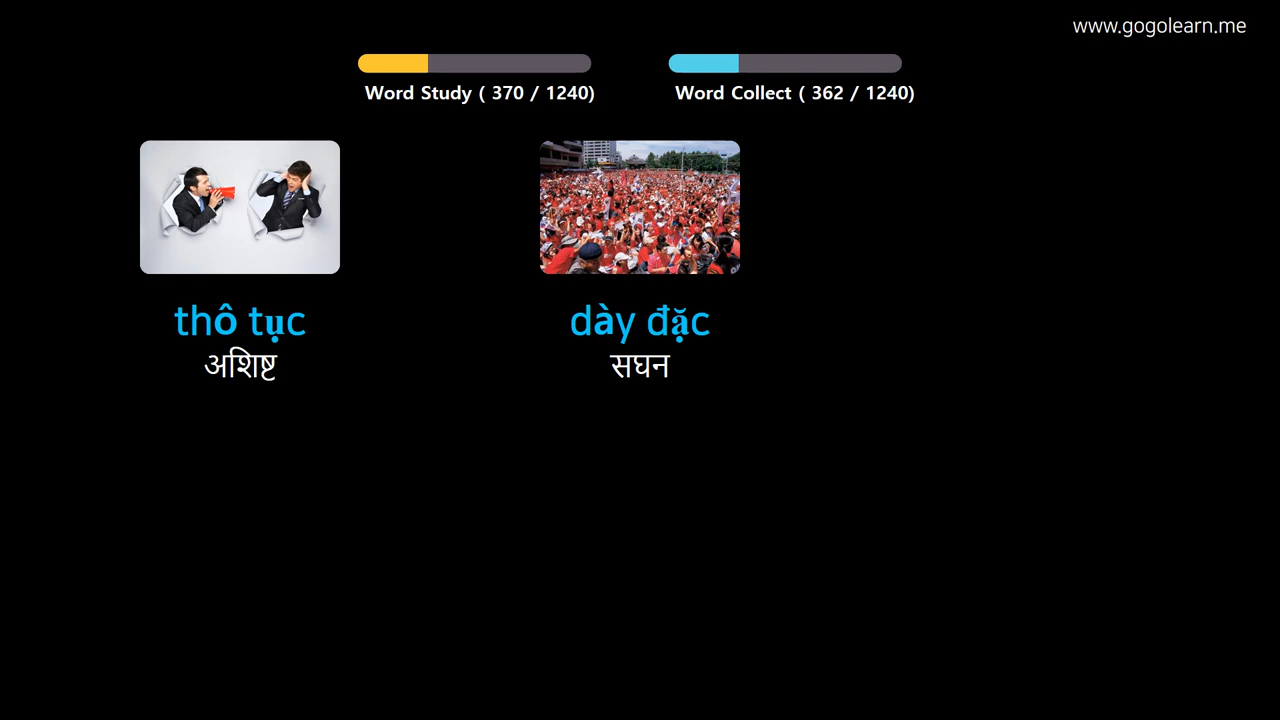 www.gogolearn.me
Word Study ( 370 / 1240)
Word Collect ( 362 / 1240)
thô tục
अशिष्ट
dày đặc
सघन